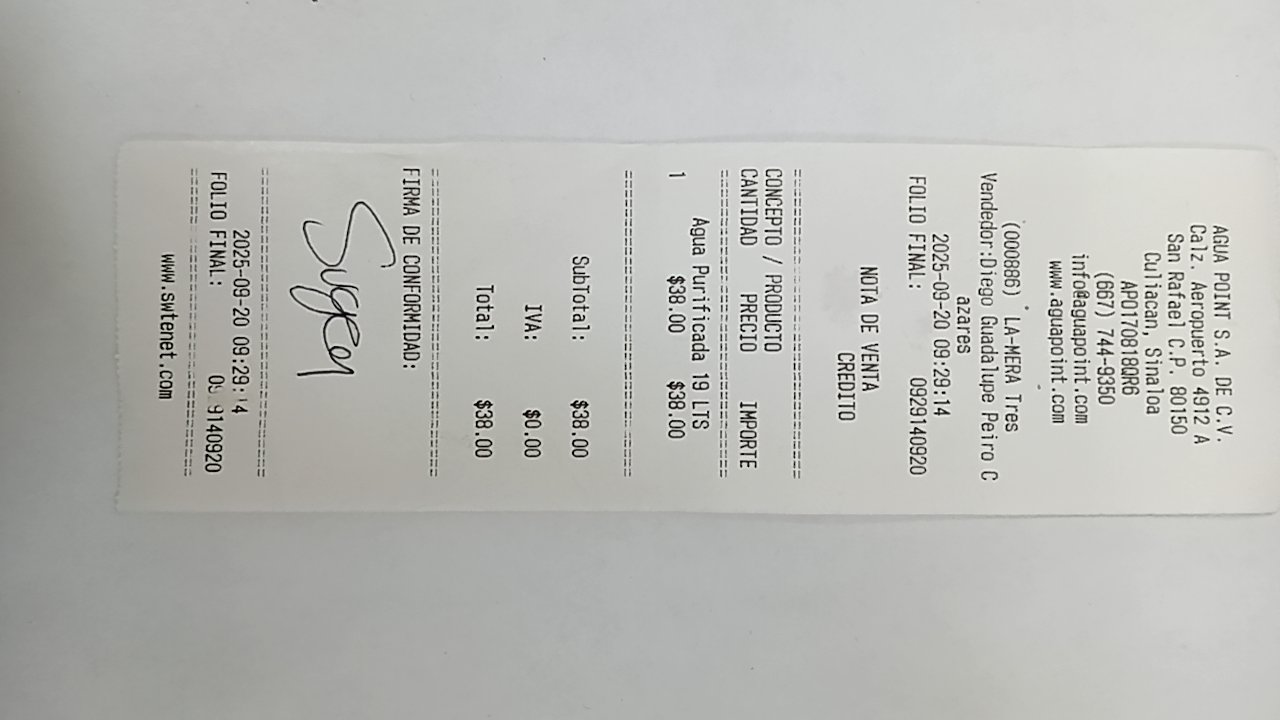 AGUA POINT S.A. DE C.V.
Calz. Aeropuerto 4912 A
San Rafael C.P. 80150
Culiacan, Sinaloa
APO170818QR6
(667) 744-9350
info@aguapoint.com
www.aguapoint.com
(000886) LA-MERA Tres
Vendedor:Diego Guadalupe Peiro C
azares
2025-09-20 09:29:14
FOLIO FINAL: 0929140920
NOTA DE VENTA
CREDITO
================================
CONCEPTO / PRODUCTO
CANTIDAD PRECIO IMPORTE
================================
Agua Purificada 19 LTS
1 $38.00 $38.00
================================
SubTotal: $38.00
IVA: $0.00
Total: $38.00
================================
FIRMA DE CONFORMIDAD:
================================
2025-09-20 09:29:14
FOLIO FINAL: 09 9140920
================================
www.swtenet.com